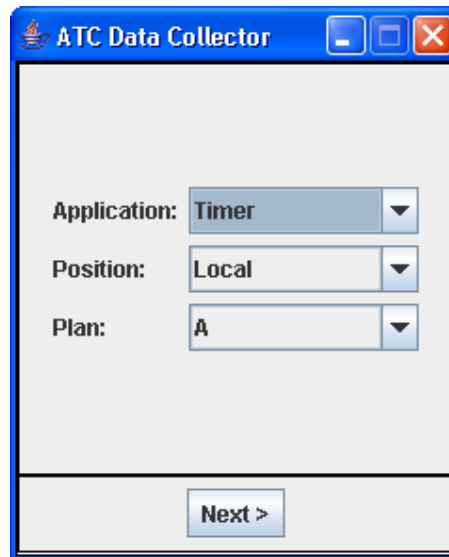 ATC Data Collector
Application: Timer
Position: Local
Plan: A
Next >